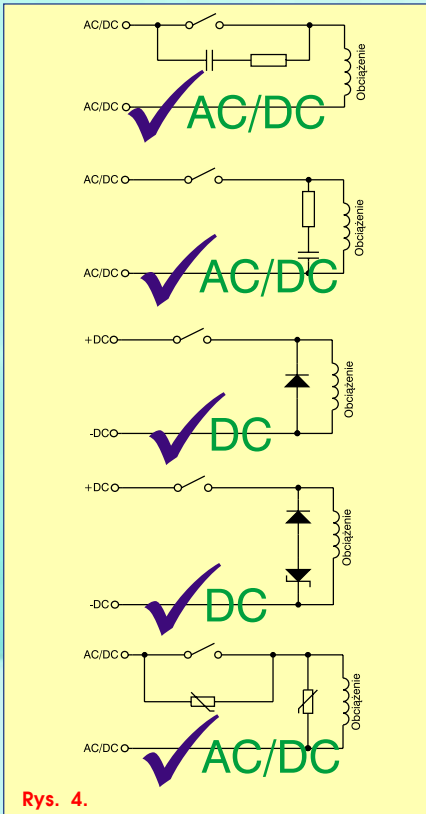 AC/DC
Obciążenie
AC/DC
AC/DC
AC/DC
Obciążenie
AC/DC
AC/DC
+DC
Obciążenie
-DC
DC
+DC
Obciążenie
-DC
DC
AC/DC
Obciążenie
AC/DC
AC/DC
Rys. 4.